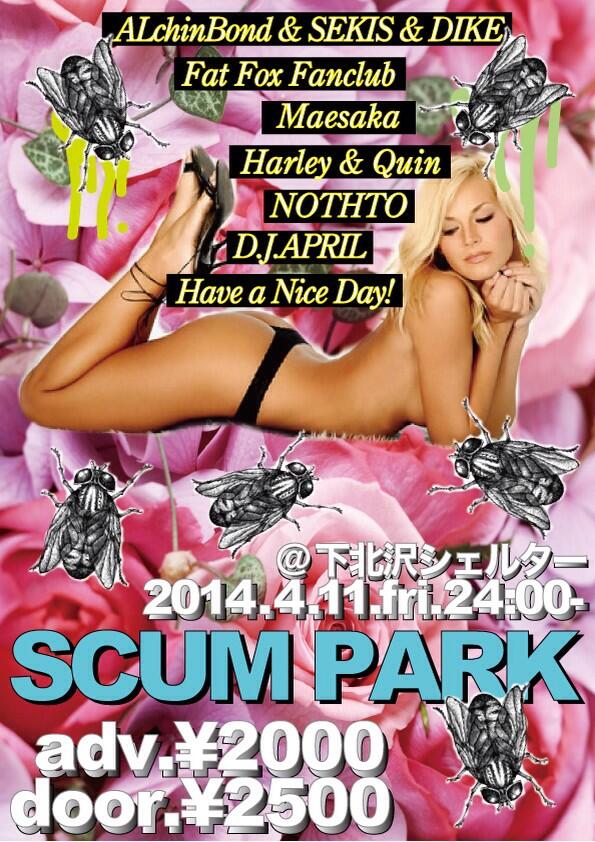 ALchinBond & SEKIS & DIKE
Fat Fox Fanclub
Maesaka
Harley & Quin
NOTHTO
D.J.APRIL
Have a Nice Day!
@下北沢シェルター
2014.4.11.fri.24:00-
SCUM PARK
adv.¥2000
door.¥2500